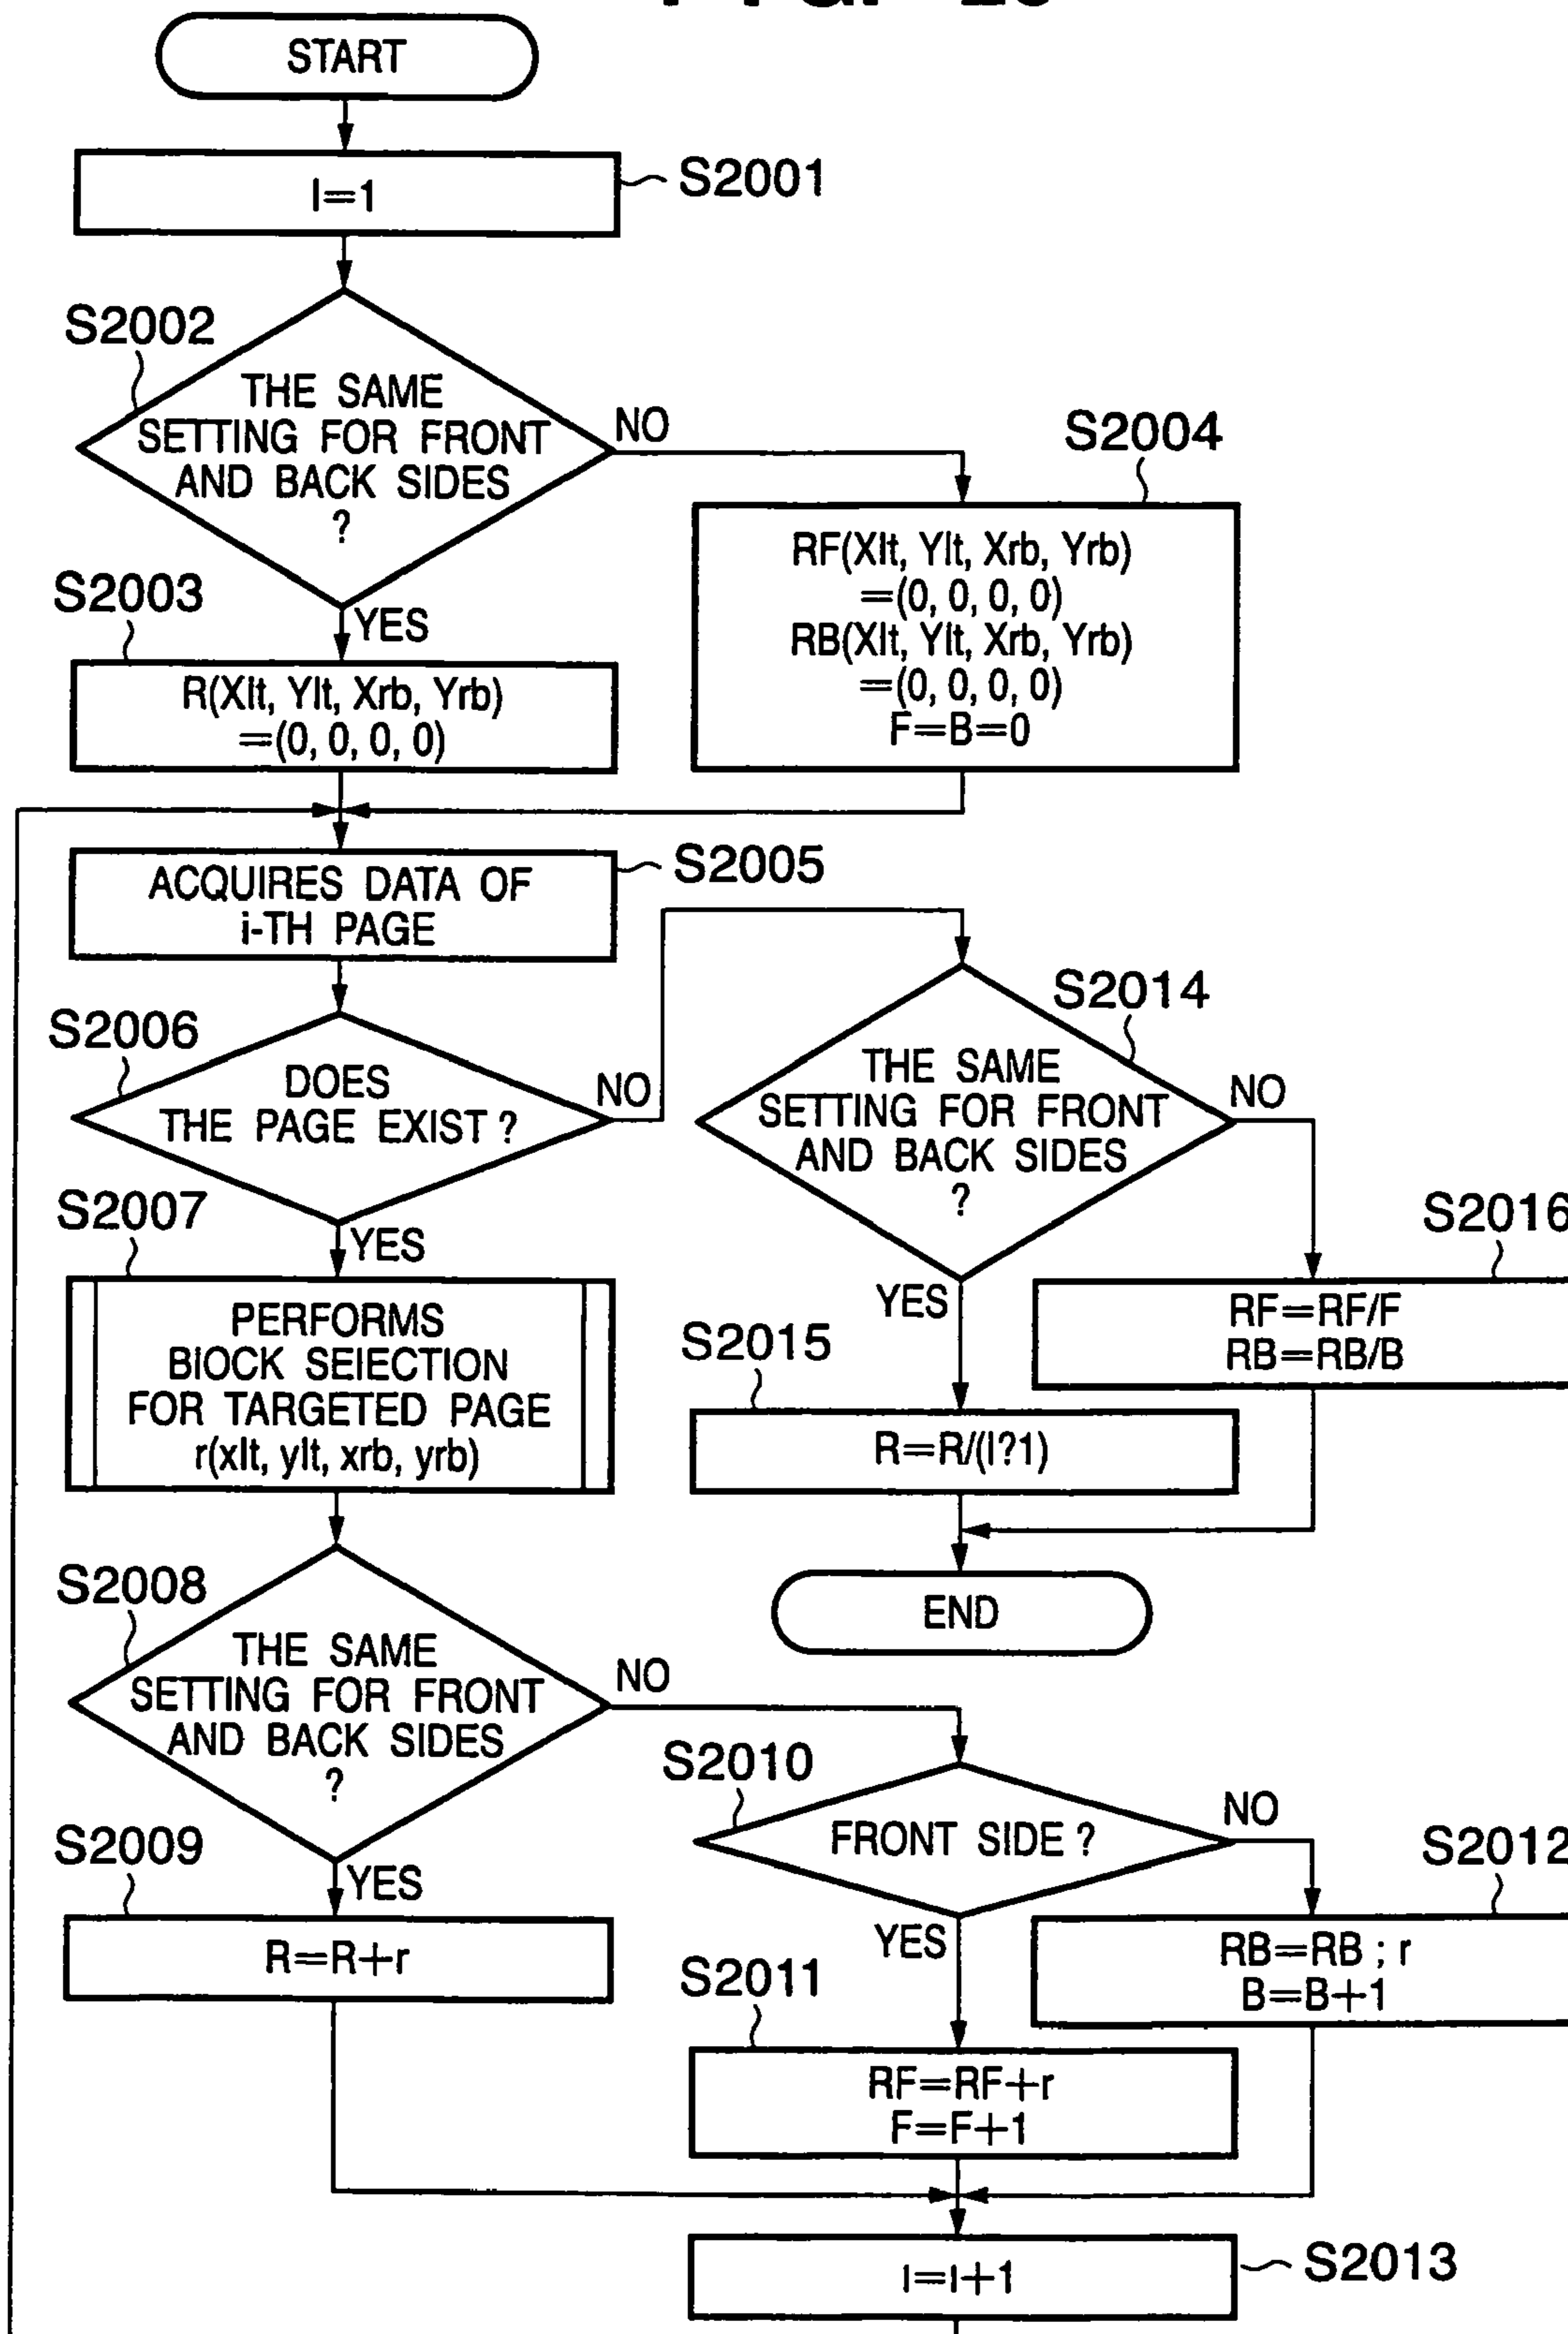 START
I=1
S2001
S2002
THE SAME
SETTING FOR FRONT
AND BACK SIDES
?
NO
YES
S2003
R(Xlt, Ylt, Xrb, Yrb)
=(0, 0, 0, 0)
S2004
RF(Xlt, Ylt, Xrb, Yrb)
=(0, 0, 0, 0)
RB(Xlt, Ylt, Xrb, Yrb)
=(0, 0, 0, 0)
F=B=0
ACQUIRES DATA OF
i-TH PAGE
S2005
S2006
DOES
THE PAGE EXIST ?
NO
YES
S2014
THE SAME
SETTING FOR FRONT
AND BACK SIDES
?
NO
YES
S2007
PERFORMS
BIOCK SEIECTION
FOR TARGETED PAGE
r(xlt, ylt, xrb, yrb)
S2016
RF=RF/F
RB=RB/B
S2015
R=R/(I?1)
END
S2008
THE SAME
SETTING FOR FRONT
AND BACK SIDES
?
NO
YES
S2009
R=R+r
S2010
FRONT SIDE ?
NO
YES
S2012
RB=RB ; r
B=B+1
S2011
RF=RF+r
F=F+1
I=I+1
S2013